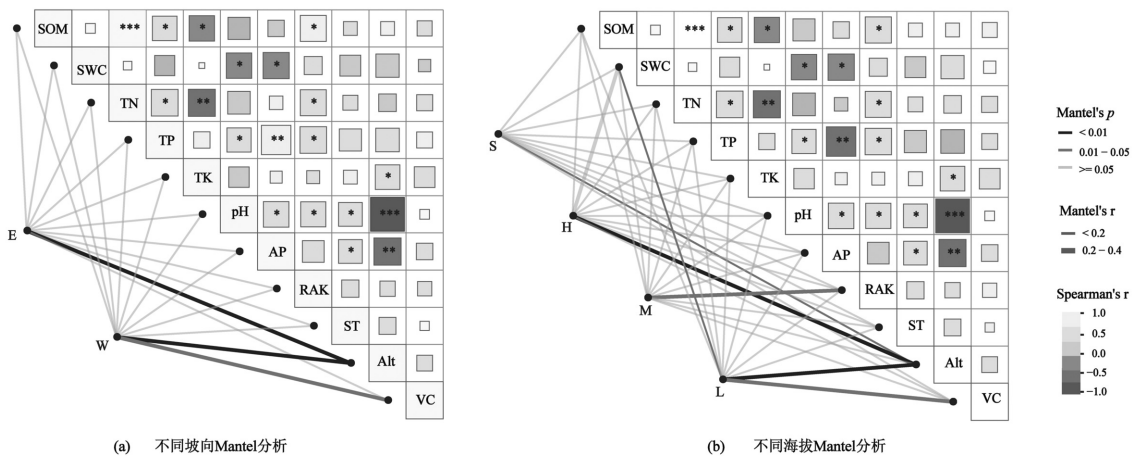 SOM *** * * *
SWC * *
TN * ** *
TP * ** *
TK *
pH * * * ***
E
AP * **
RAK
ST
W
Alt
VC
(a) 不同坡向Mantel分析
SOM *** * * *
SWC * *
TN * ** *
S
TP * ** *
TK *
pH * * * ***
H
AP * **
RAK
M
ST
Alt
L
VC
(b) 不同海拔Mantel分析
Mantel's p
< 0.01
0.01−0.05
>= 0.05
Mantel's r
< 0.2
0.2−0.4
Spearman's r
1.0
0.5
0.0
−0.5
−1.0